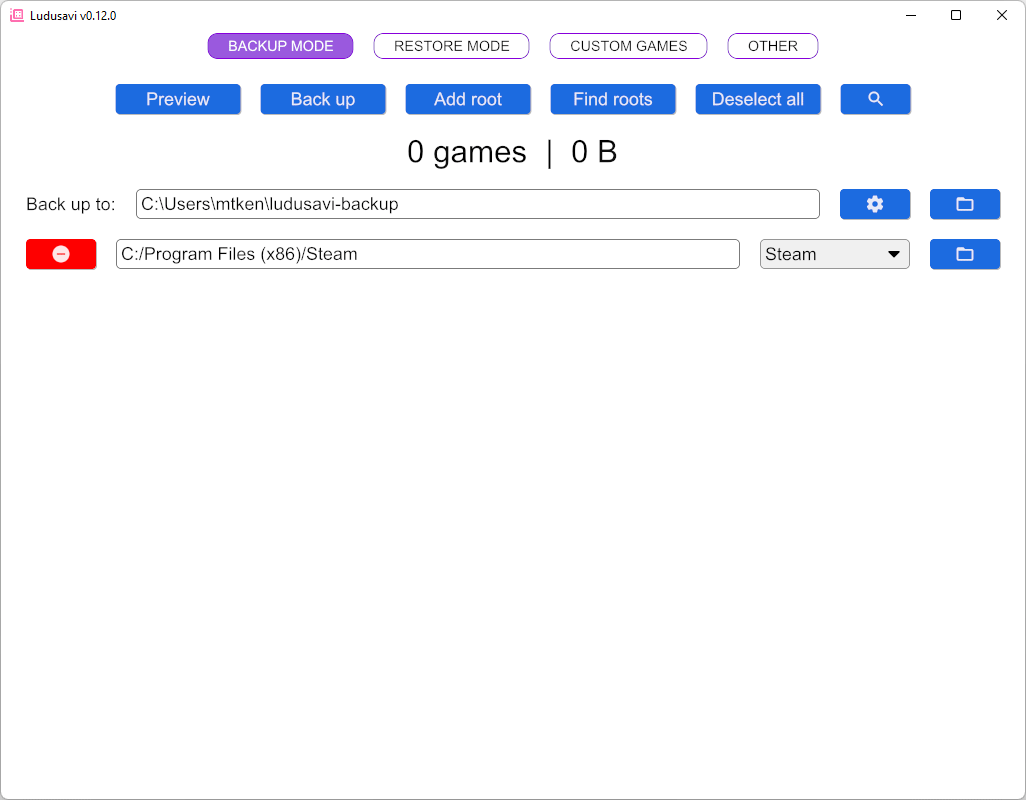 Ludusavi v0.12.0
BACKUP MODE RESTORE MODE CUSTOM GAMES OTHER
Preview Back up Add root Find roots Deselect all
0 games | 0 B
Back up to: C:\Users\mtken\ludusavi-backup
C:/Program Files (x86)/Steam Steam